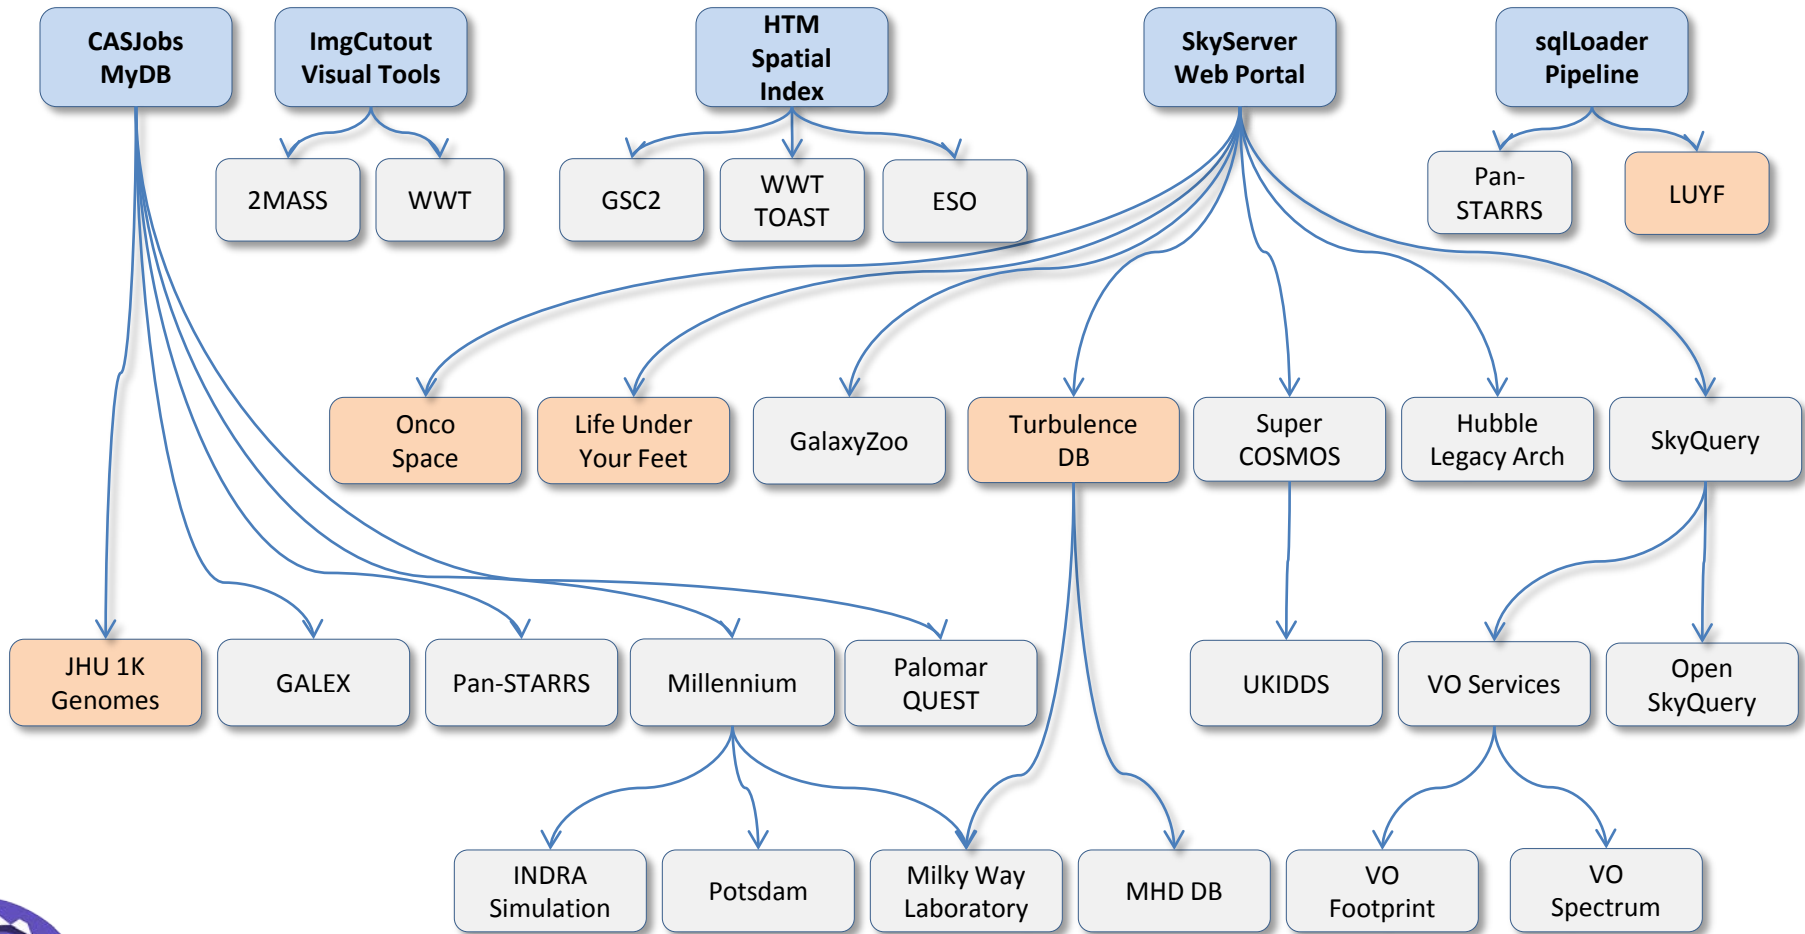 CASJobs
MyDB
ImgCutout
Visual Tools
HTM
Spatial
Index
SkyServer
Web Portal
sqlLoader
Pipeline
2MASS
WWT
GSC2
WWT
TOAST
ESO
Pan-
STARRS
LUYF
Onco
Space
Life Under
Your Feet
GalaxyZoo
Turbulence
DB
Super
COSMOS
Hubble
Legacy Arch
SkyQuery
JHU 1K
Genomes
GALEX
Pan-STARRS
Millennium
Palomar
QUEST
UKIDDS
VO Services
Open
SkyQuery
INDRA
Simulation
Potsdam
Milky Way
Laboratory
MHD DB
VO
Footprint
VO
Spectrum